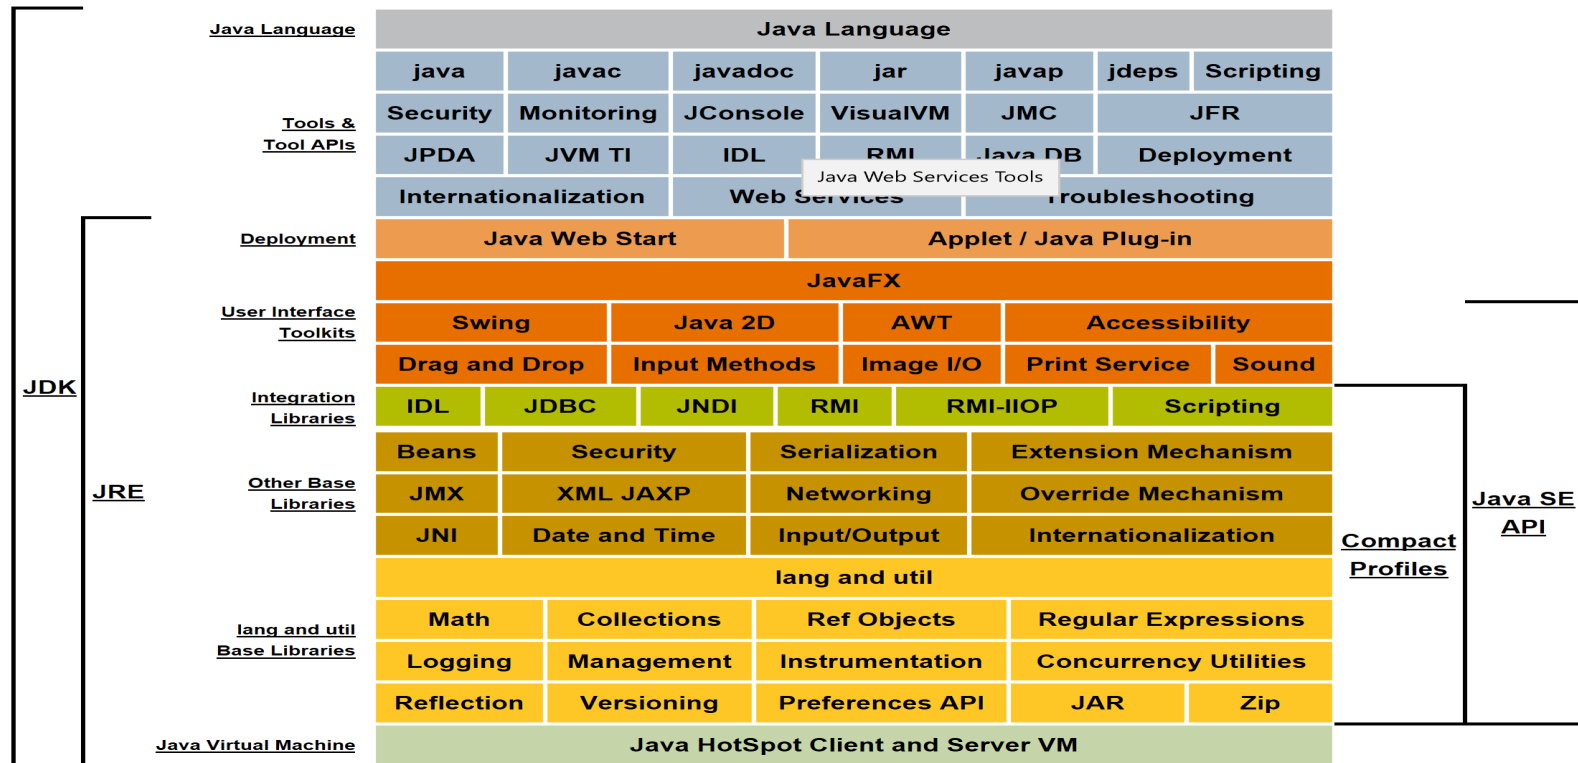 Java Language Java Language
java javac javadoc jar javap jdeps Scripting
Tools & Tool APIs
Security Monitoring JConsole VisualVM JMC JFR
JPDA JVM TI IDL RMI Java DB Deployment
Java Web Services Tools
Internationalization Web Services Troubleshooting
Deployment Java Web Start Applet / Java Plug-in
JavaFX
User Interface Toolkits
Swing Java 2D AWT Accessibility
Drag and Drop Input Methods Image I/O Print Service Sound
JDK
Integration Libraries
IDL JDBC JNDI RMI RMI-IIOP Scripting
Beans Security Serialization Extension Mechanism
JRE
Other Base Libraries
JMX XML JAXP Networking Override Mechanism
Java SE API
JNI Date and Time Input/Output Internationalization
Compact Profiles
lang and util
Math Collections Ref Objects Regular Expressions
lang and util Base Libraries
Logging Management Instrumentation Concurrency Utilities
Reflection Versioning Preferences API JAR Zip
Java Virtual Machine Java HotSpot Client and Server VM